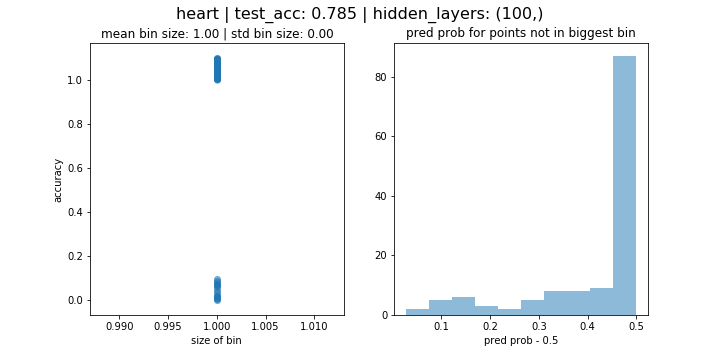 heart | test_acc: 0.785 | hidden_layers: (100,)
mean bin size: 1.00 | std bin size: 0.00
accuracy
1.0
0.8
0.6
0.4
0.2
0.0
0.990 0.995 1.000 1.005 1.010
size of bin
pred prob for points not in biggest bin
80
60
40
20
0
0.1 0.2 0.3 0.4 0.5
pred prob - 0.5